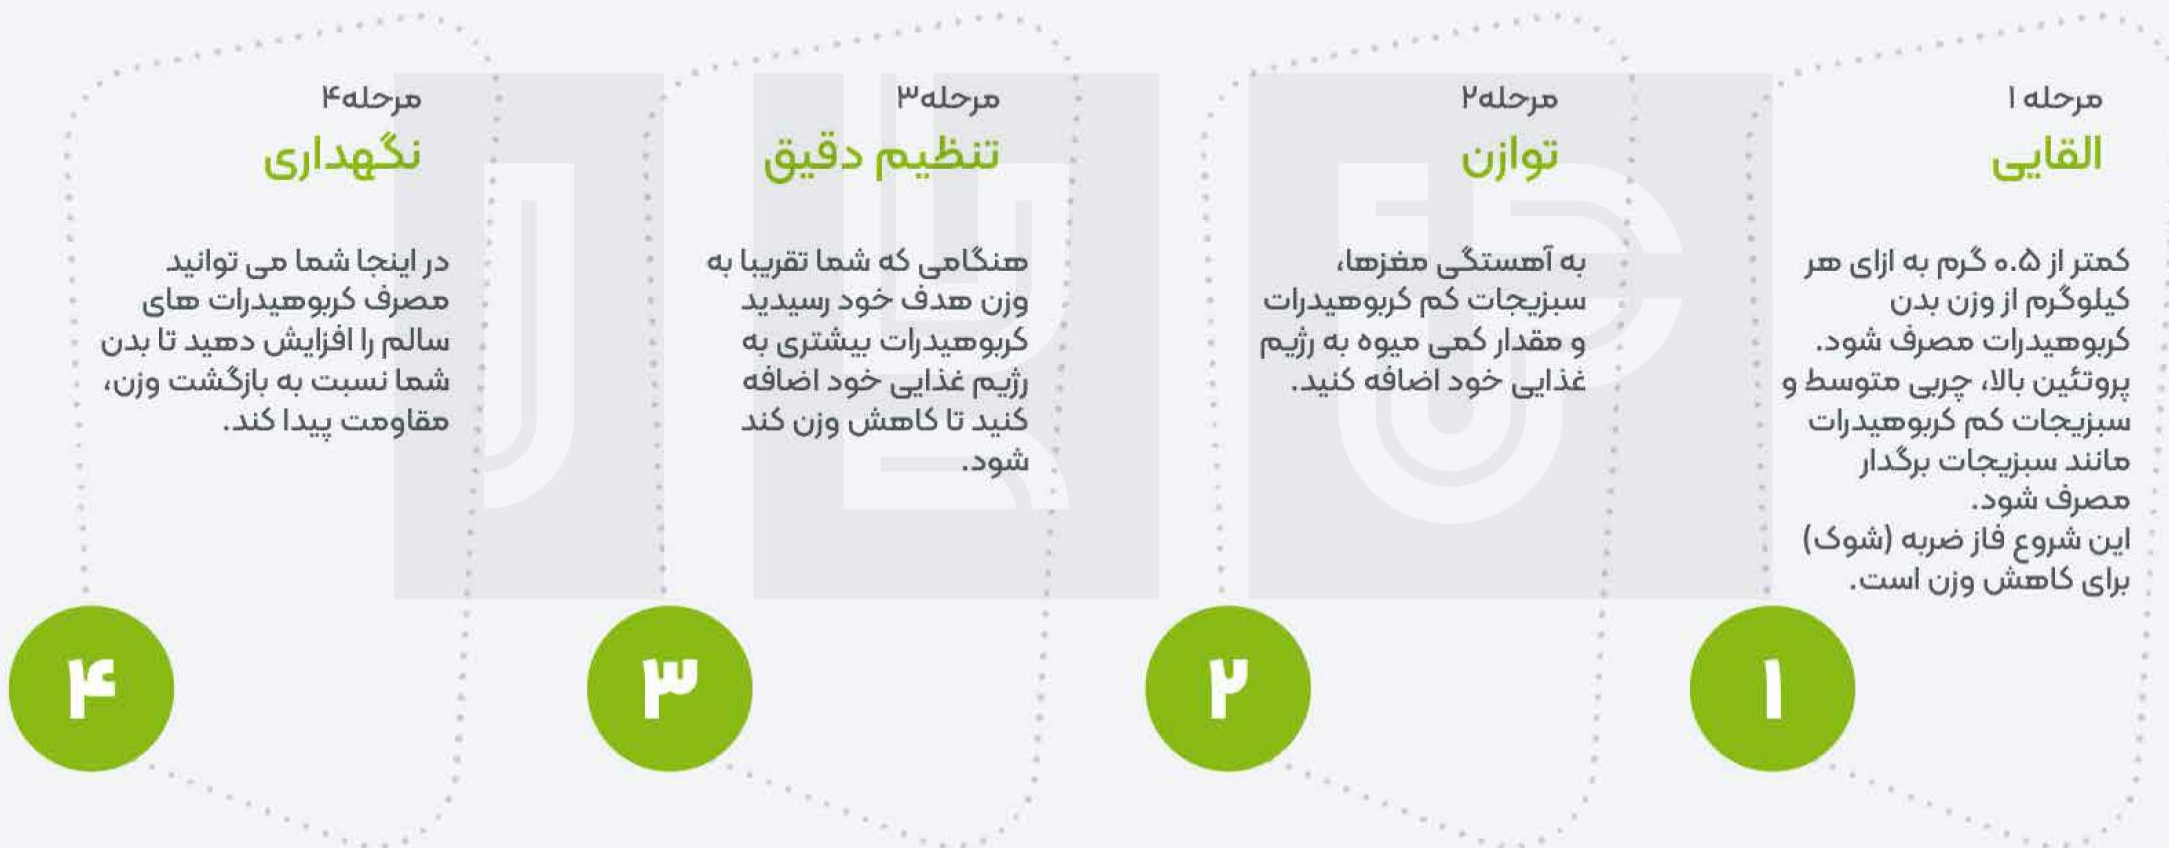 مرحله ۱
القایی
کمتر از ۰.۵ گرم به ازای هر
کیلوگرم از وزن بدن
کربوهیدرات مصرف شود.
پروتئین بالا، چربی متوسط و
سبزیجات کم کربوهیدرات
مانند سبزیجات برگدار
مصرف شود.
این شروع فاز ضربه (شوک)
برای کاهش وزن است.
۱
مرحله۲
توازن
به آهستگی مغزها،
سبزیجات کم کربوهیدرات
و مقدار کمی میوه به رژیم
غذایی خود اضافه کنید.
۲
مرحله۳
تنظیم دقیق
هنگامی که شما تقریبا به
وزن هدف خود رسیدید
کربوهیدرات بیشتری به
رژیم غذایی خود اضافه
کنید تا کاهش وزن کند
شود.
۳
مرحله۴
نگهداری
در اینجا شما می توانید
مصرف کربوهیدرات های
سالم را افزایش دهید تا بدن
شما نسبت به بازگشت وزن،
مقاومت پیدا کند.
۴